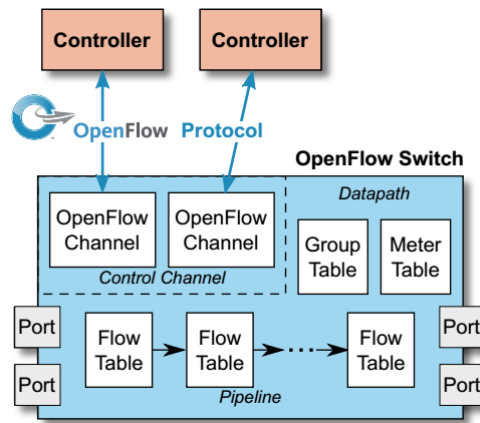 Controller
Controller
OpenFlow Protocol
OpenFlow Switch
Datapath
OpenFlow
Channel
OpenFlow
Channel
Control Channel
Group
Table
Meter
Table
Port
Port
Flow
Table
Flow
Table
Flow
Table
Pipeline
Port
Port